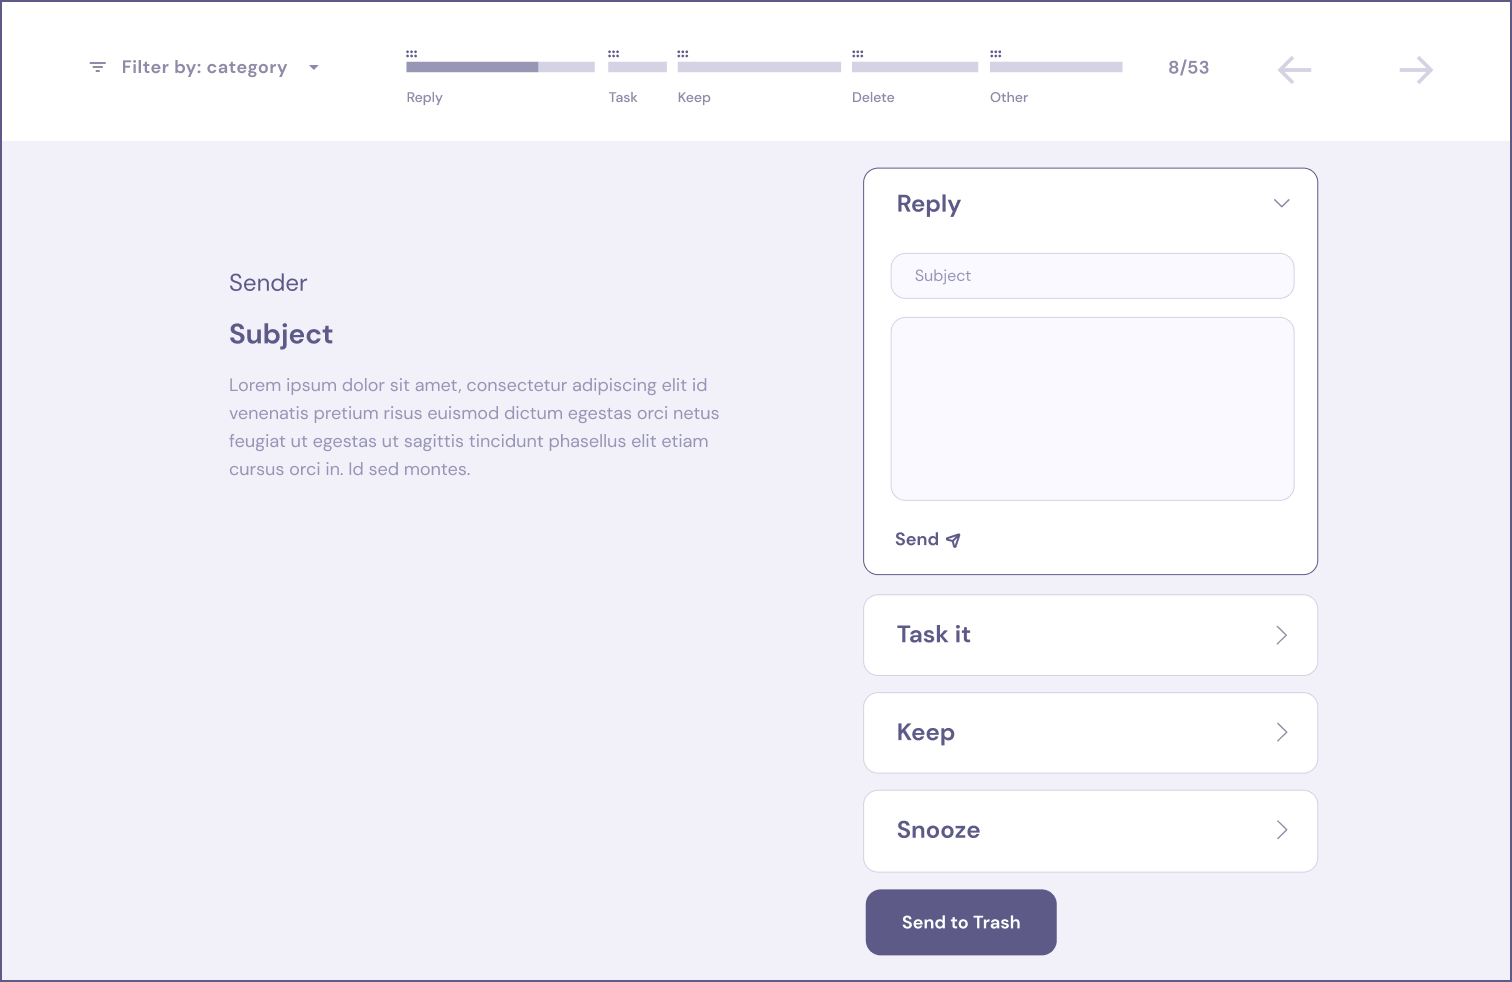 Filter by: category
Reply
Task
Keep
Delete
Other
8/53
Sender
Subject
Lorem ipsum dolor sit amet, consectetur adipiscing elit id
venenatis pretium risus euismod dictum egestas orci netus
feugiat ut egestas ut sagittis tincidunt phasellus elit etiam
cursus orci in. Id sed montes.
Reply
Subject
Send
Task it
Keep
Snooze
Send to Trash